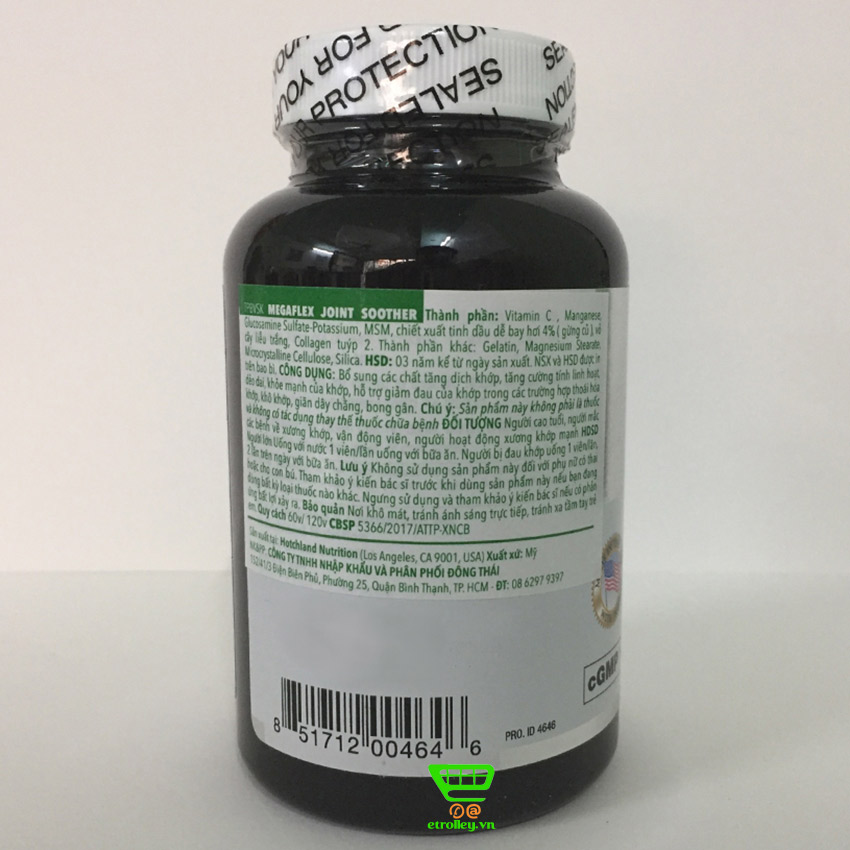 SEALED FOR YOUR PROTECTION
TPBVSK MEGAFLEX JOINT SOOTHER Thành phần: Vitamin C , Manganese,
Glucosamine Sulfate-Potassium, MSM, chiết xuất tinh dầu dễ bay hơi 4% ( gừng củ ), vỏ
cây liễu trắng, Collagen tuýp 2. Thành phần khác: Gelatin, Magnesium Stearate,
Microcrystalline Cellulose, Silica. HSD: 03 năm kể từ ngày sản xuất. NSX và HSD được in
trên bao bì. CÔNG DỤNG: Bổ sung các chất tăng dịch khớp, tăng cường tính linh hoạt,
dẻo dai, khỏe mạnh của khớp, hỗ trợ giảm đau của khớp trong các trường hợp thoái hóa
khớp, khô khớp, giãn dây chằng, bong gân. Chú ý: Sản phẩm này không phải là thuốc
và không có tác dụng thay thế thuốc chữa bệnh ĐỐI TƯỢNG Người cao tuổi, người mắc
các bệnh về xương khớp, vận động viên, người hoạt động xương khớp mạnh HDSD
Người lớn Uống với nước 1 viên/lần uống với bữa ăn. Người bị đau khớp uống 1 viên/lần,
2 lần trên ngày với bữa ăn. Lưu ý Không sử dụng sản phẩm này đối với phụ nữ có thai
hoặc cho con bú. Tham khảo ý kiến bác sĩ trước khi dùng sản phẩm này nếu bạn đang
dùng bất kỳ loại thuốc nào khác. Ngưng sử dụng và tham khảo ý kiến bác sĩ nếu có phản
ứng bất lợi xảy ra. Bảo quản Nơi khô mát, tránh ánh sáng trực tiếp, tránh xa tầm tay trẻ
em. Quy cách 60v/ 120v CBSP 5366/2017/ATTP-XNCB
Sản xuất tại: Hotchland Nutrition (Los Angeles, CA 9001, USA) Xuất xứ: Mỹ
NK&PP: CÔNG TY TNHH NHẬP KHẨU VÀ PHÂN PHỐI ĐÔNG THÁI
102/41/3 Điện Biên Phủ, Phường 25, Quận Bình Thạnh, TP. HCM - ĐT: 08 6297 9397
cGMP
8 51712 00464 6
PRO. ID 4646
etrolley.vn